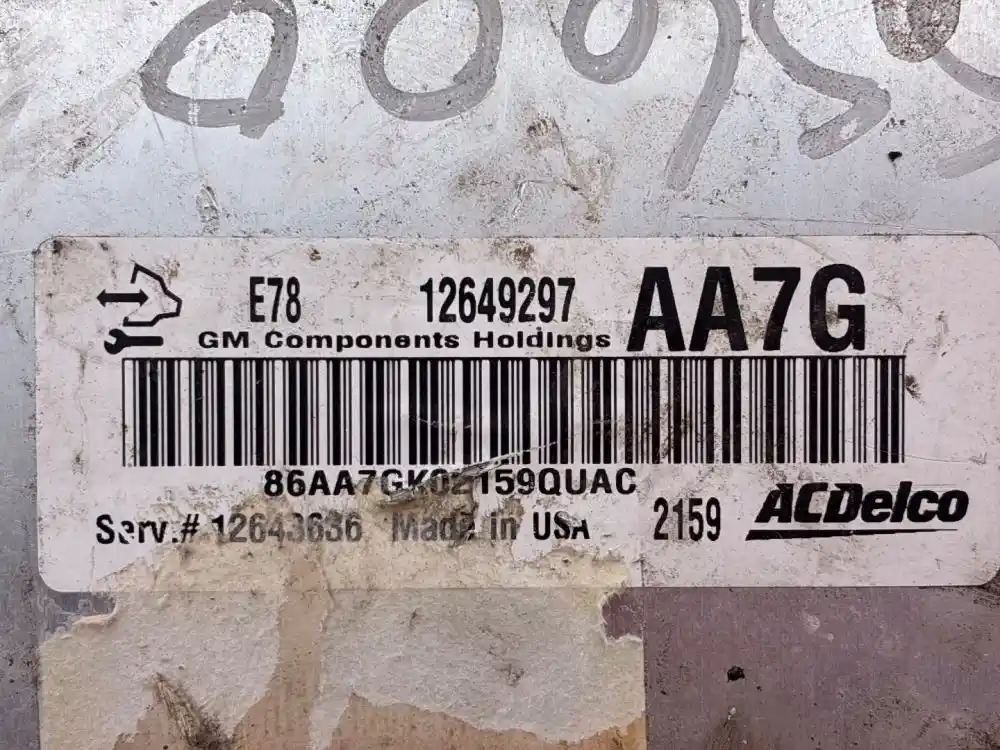 E78 12649297 AA7G
GM Components Holdings
86AA7GK02159QUAC
Serv.# 12643636 Made in USA 2159 ACDelco